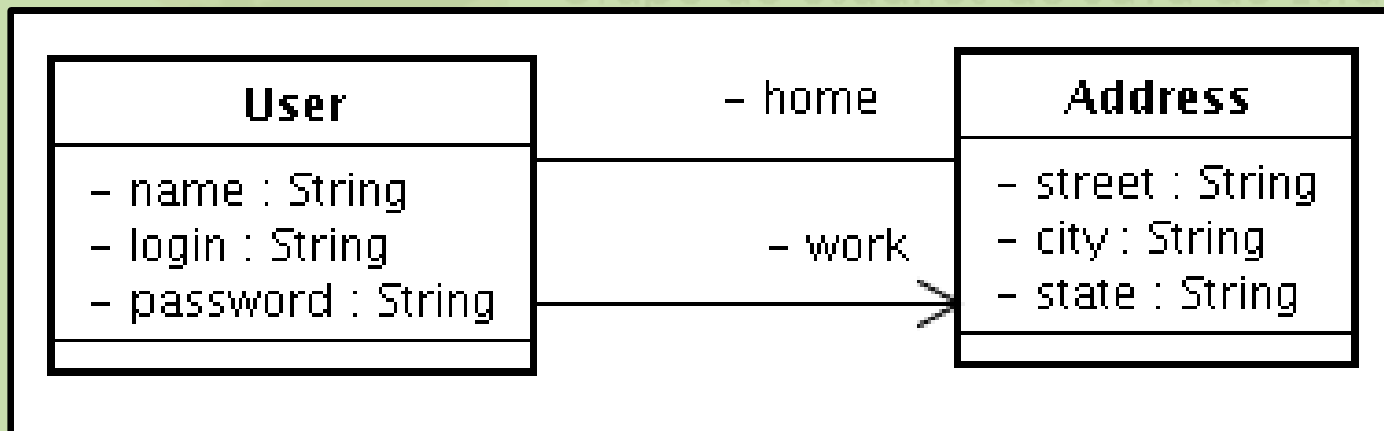 User
- name : String
- login : String
- password : String
- home
- work
Address
- street : String
- city : String
- state : String